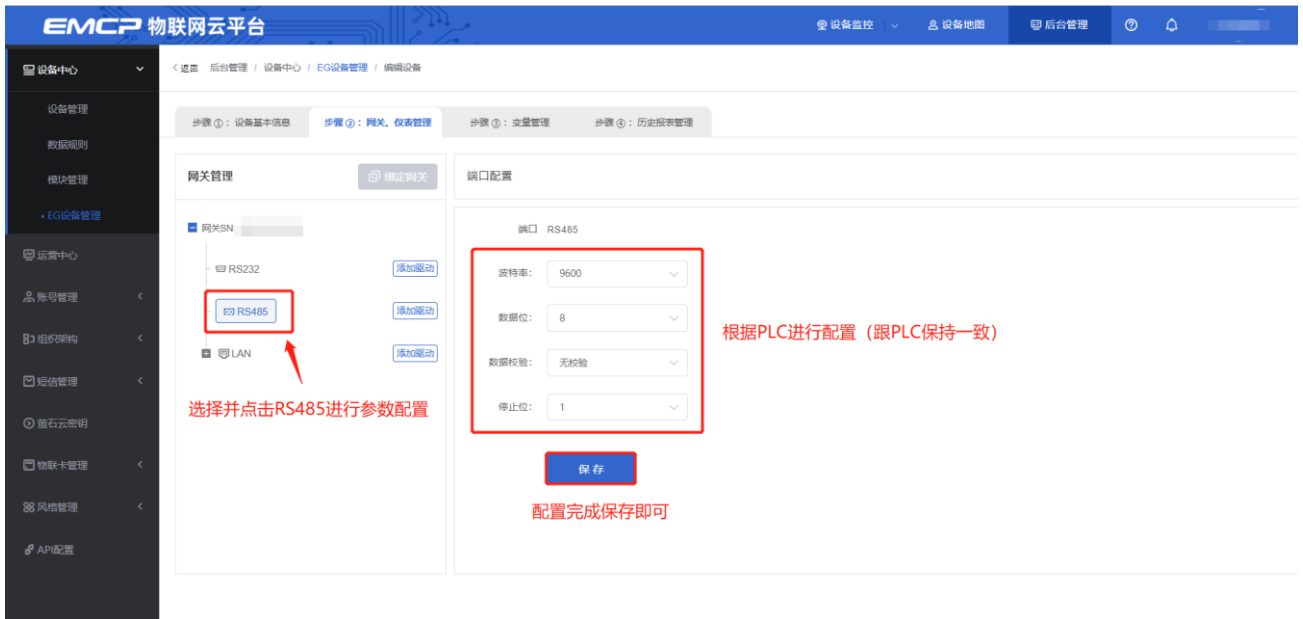 EMCP 物联网云平台
设备监控
设备地图
后台管理
设备中心
设备管理
数据规则
模块管理
• EG设备管理
运营中心
账号管理
组织架构
短信管理
萤石云密钥
物联卡管理
风格管理
API配置
< 返回 后台管理 / 设备中心 / EG设备管理 / 编辑设备
步骤①：设备基本信息
步骤②：网关、仪表管理
步骤③：变量管理
步骤④：历史报表管理
网关管理
绑定网关
网关SN
RS232
添加驱动
RS485
添加驱动
LAN
添加驱动
选择并点击RS485进行参数配置
端口配置
端口 RS485
波特率: 9600
数据位: 8
数据校验: 无校验
停止位: 1
根据PLC进行配置（跟PLC保持一致）
保存
配置完成保存即可